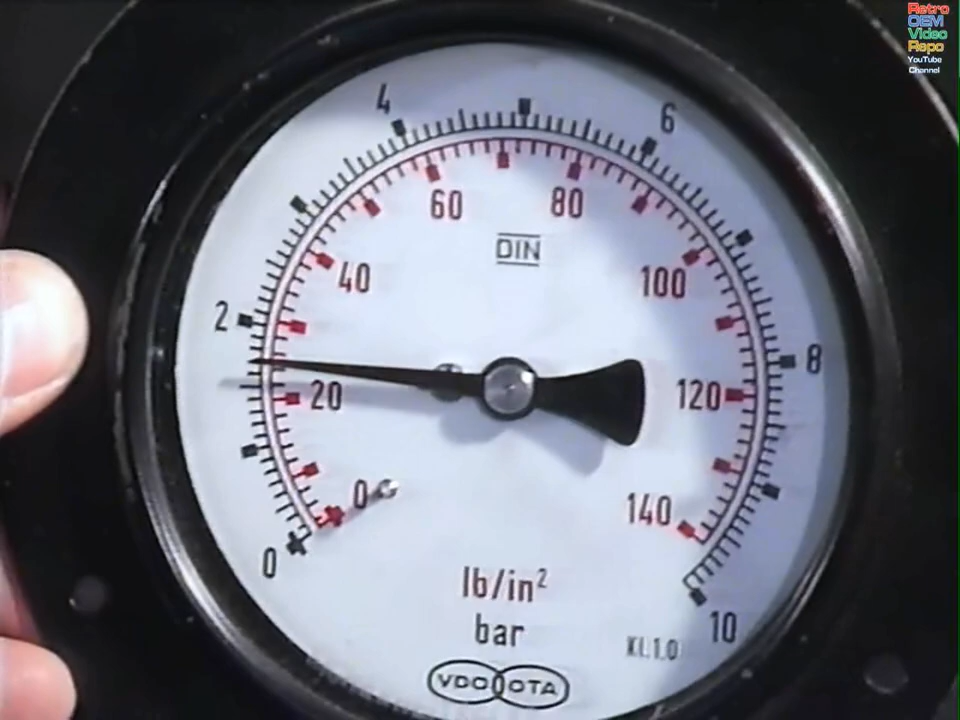 Retro
OEM
Video
Repo
YouTube
Channel
4
6
60
80
DIN
40
100
2
8
20
120
0
140
0
lb/in²
bar
Kl.1.0
10
VDO OTA